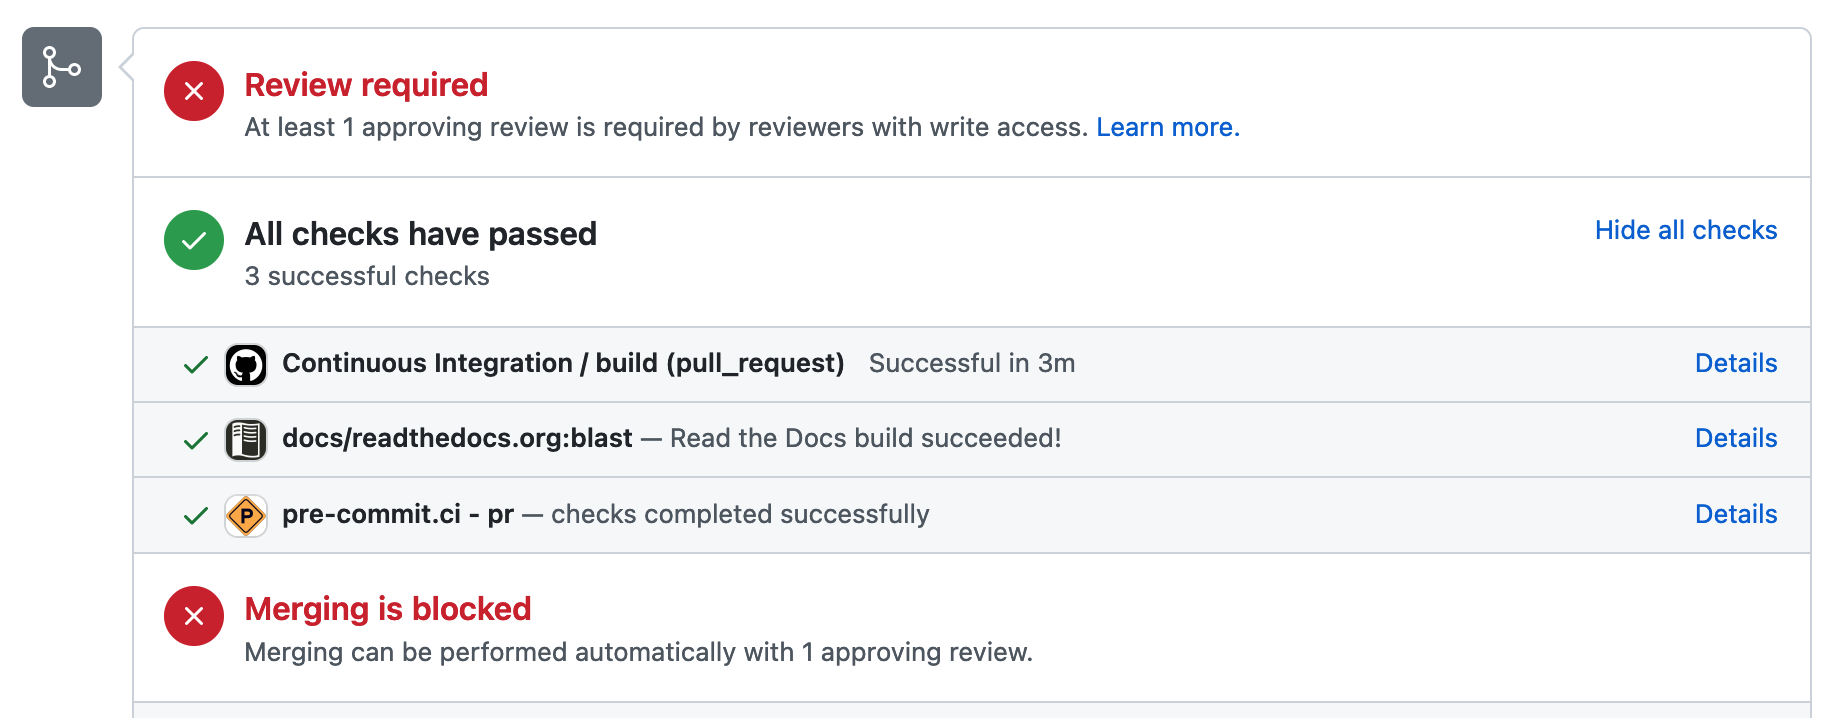 Review required
At least 1 approving review is required by reviewers with write access. Learn more.
All checks have passed
Hide all checks
3 successful checks
Continuous Integration / build (pull_request) Successful in 3m Details
docs/readthedocs.org:blast — Read the Docs build succeeded! Details
P pre-commit.ci - pr — checks completed successfully Details
Merging is blocked
Merging can be performed automatically with 1 approving review.